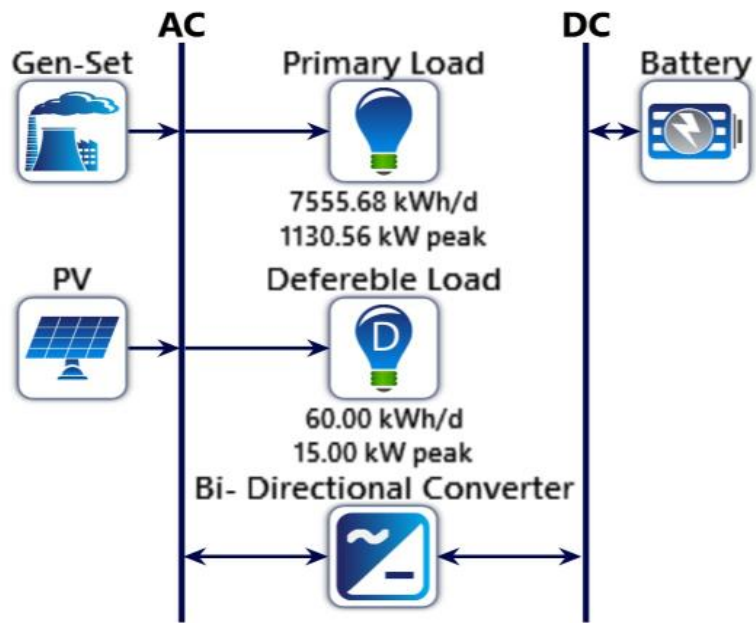 AC
DC
Gen-Set
Primary Load
Battery
7555.68 kWh/d
1130.56 kW peak
PV
Defereble Load
D
60.00 kWh/d
15.00 kW peak
Bi- Directional Converter